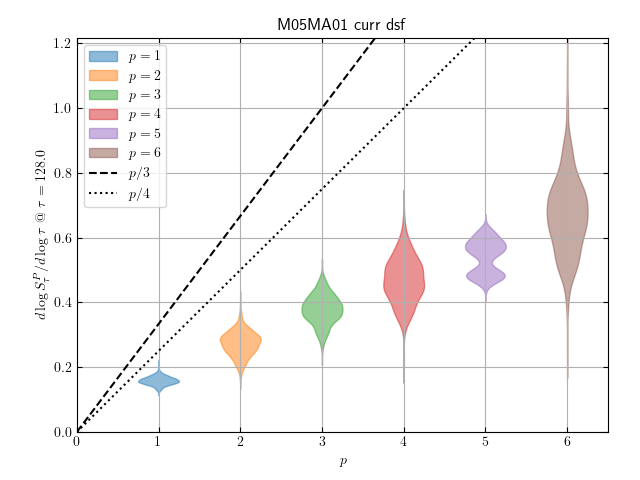 M05MA01 curr dsf
1.2
1.0
0.8
0.6
0.4
0.2
0.0
d log S_τ^P / d log τ @ τ = 128.0
p = 1
p = 2
p = 3
p = 4
p = 5
p = 6
p/3
p/4
0 1 2 3 4 5 6
p